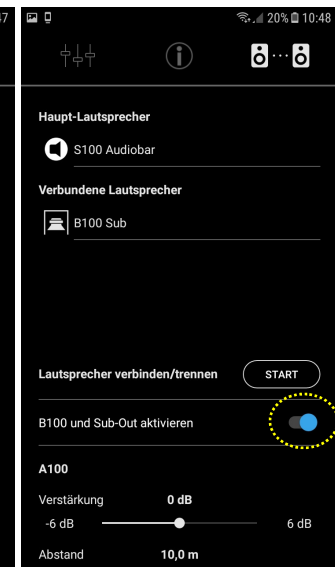 47
20% 10:48
Haupt-Lautsprecher
S100 Audiobar
Verbundene Lautsprecher
B100 Sub
Lautsprecher verbinden/trennen START
B100 und Sub-Out aktivieren
A100
Verstärkung 0 dB
-6 dB 6 dB
Abstand 10,0 m